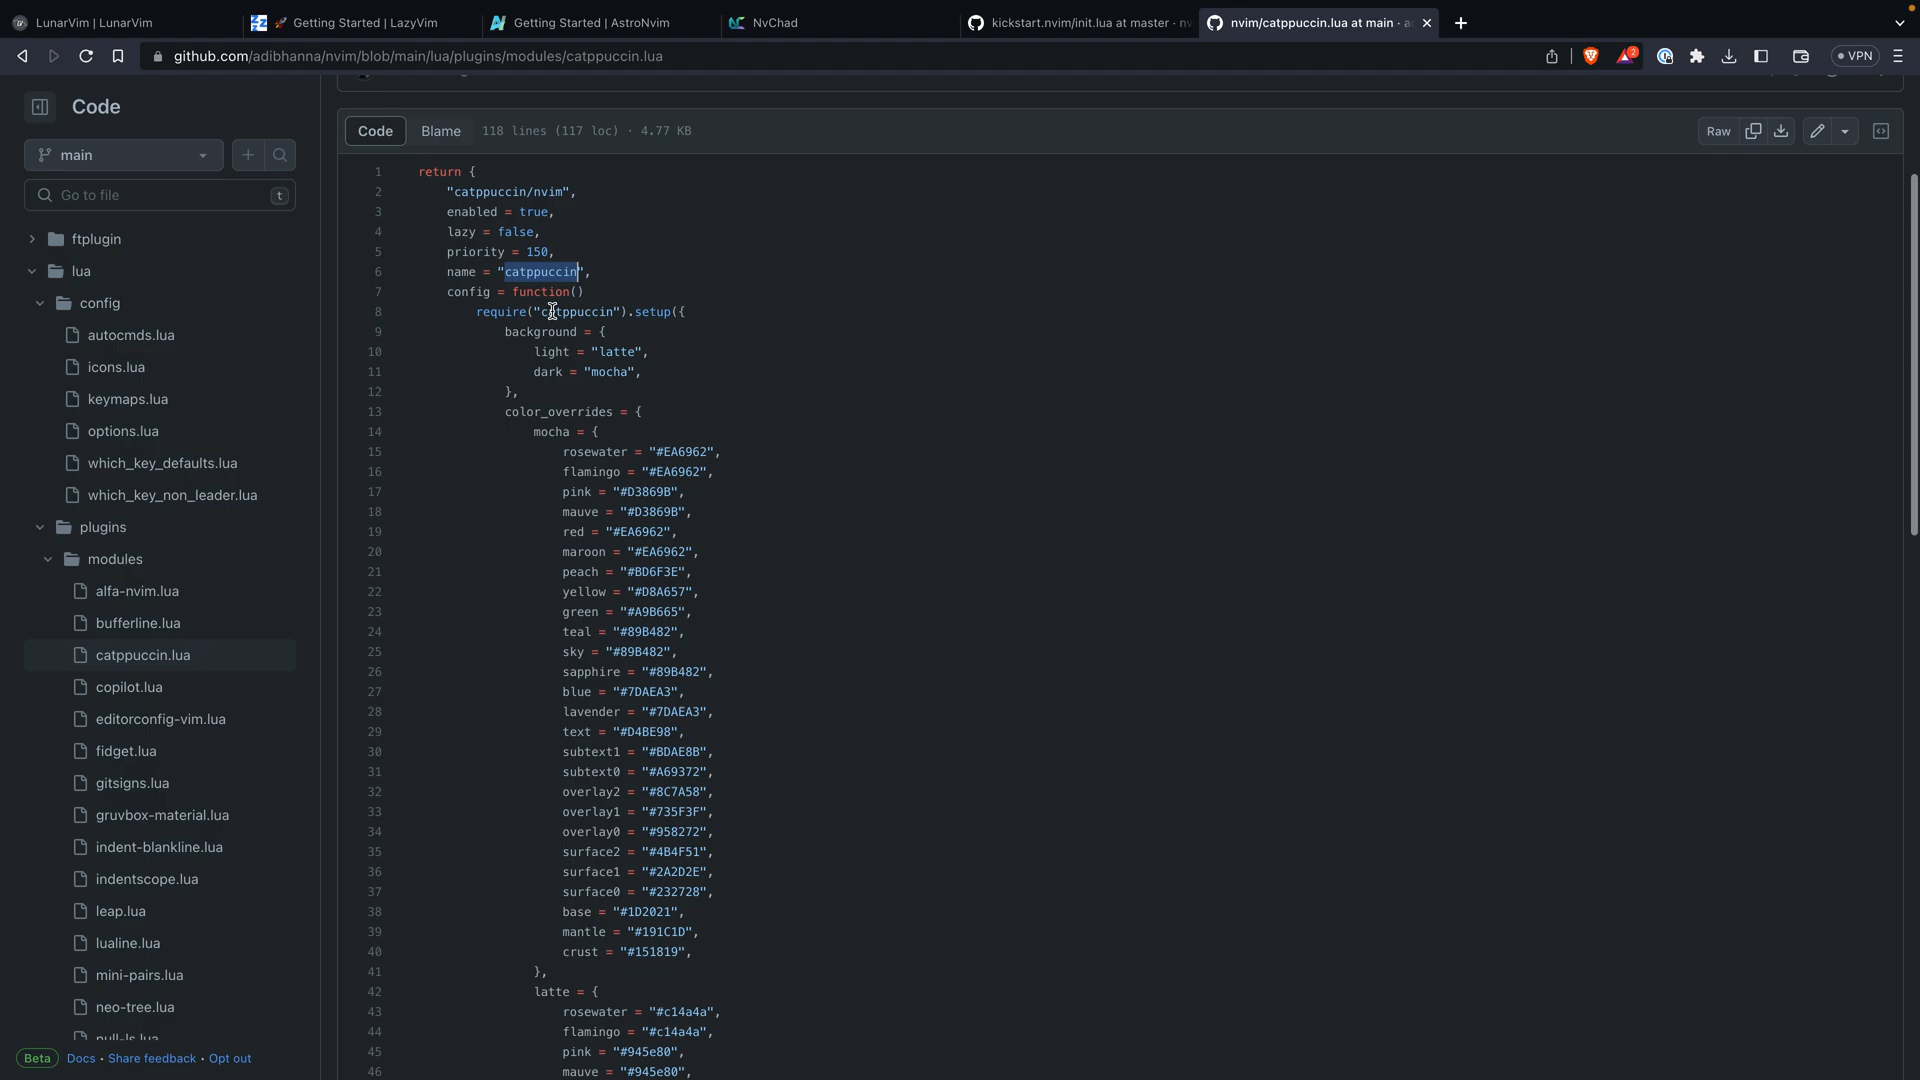 LunarVim | LunarVim
🚀 Getting Started | LazyVim
Getting Started | AstroNvim
NvChad
kickstart.nvim/init.lua at master · nv
nvim/catppuccin.lua at main · a
github.com/adibhanna/nvim/blob/main/lua/plugins/modules/catppuccin.lua
2
VPN
Code
main
Go to file
t
ftplugin
lua
config
autocmds.lua
icons.lua
keymaps.lua
options.lua
which_key_defaults.lua
which_key_non_leader.lua
plugins
modules
alfa-nvim.lua
bufferline.lua
catppuccin.lua
copilot.lua
editorconfig-vim.lua
fidget.lua
gitsigns.lua
gruvbox-material.lua
indent-blankline.lua
indentscope.lua
leap.lua
lualine.lua
mini-pairs.lua
neo-tree.lua
null-ls.lua
Beta Docs • Share feedback • Opt out
Code Blame 118 lines (117 loc) · 4.77 KB
Raw
1 return {
2 "catppuccin/nvim",
3 enabled = true,
4 lazy = false,
5 priority = 150,
6 name = "catppuccin",
7 config = function()
8 require("catppuccin").setup({
9 background = {
10 light = "latte",
11 dark = "mocha",
12 },
13 color_overrides = {
14 mocha = {
15 rosewater = "#EA6962",
16 flamingo = "#EA6962",
17 pink = "#D3869B",
18 mauve = "#D3869B",
19 red = "#EA6962",
20 maroon = "#EA6962",
21 peach = "#BD6F3E",
22 yellow = "#D8A657",
23 green = "#A9B665",
24 teal = "#89B482",
25 sky = "#89B482",
26 sapphire = "#89B482",
27 blue = "#7DAEA3",
28 lavender = "#7DAEA3",
29 text = "#D4BE98",
30 subtext1 = "#BDAE8B",
31 subtext0 = "#A69372",
32 overlay2 = "#8C7A58",
33 overlay1 = "#735F3F",
34 overlay0 = "#958272",
35 surface2 = "#4B4F51",
36 surface1 = "#2A2D2E",
37 surface0 = "#232728",
38 base = "#1D2021",
39 mantle = "#191C1D",
40 crust = "#151819",
41 },
42 latte = {
43 rosewater = "#c14a4a",
44 flamingo = "#c14a4a",
45 pink = "#945e80",
46 mauve = "#945e80",